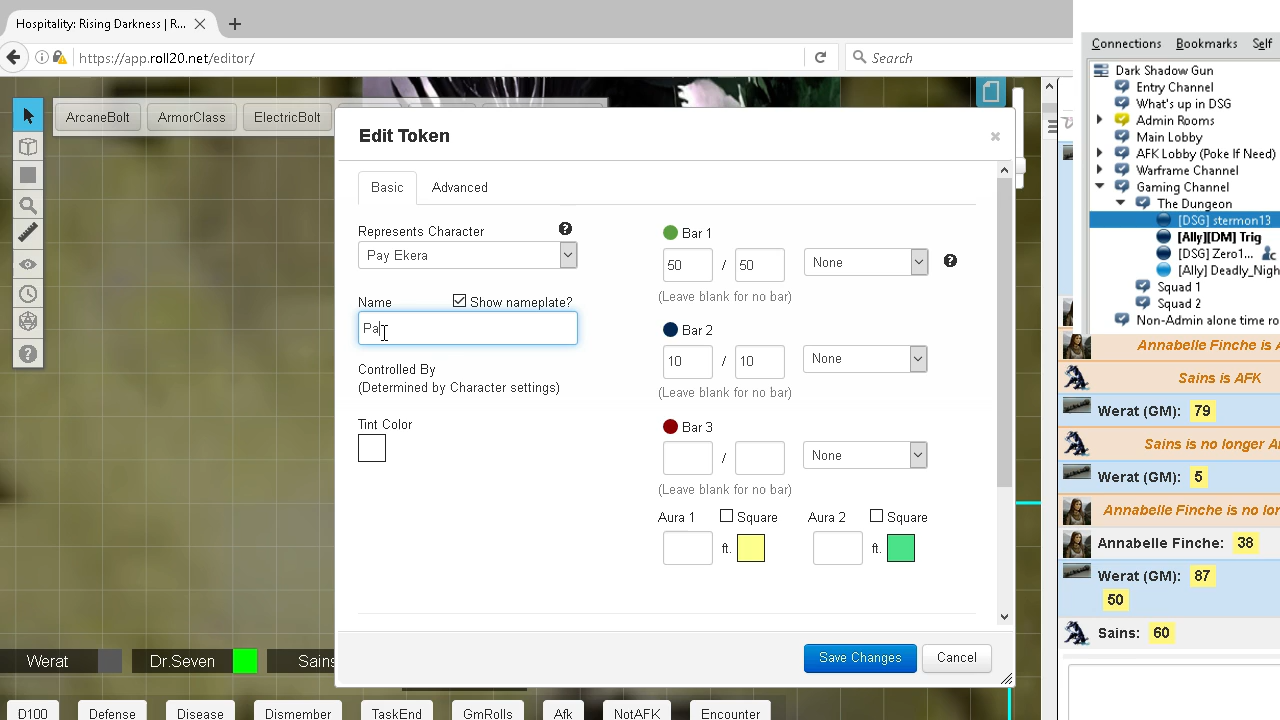 Hospitality: Rising Darkness | R...
https://app.roll20.net/editor/
Search
ArcaneBolt
ArmoClass
ElectricBolt
Edit Token
Basic
Advanced
Represents Charact
Pay Ekera
Name
Show nameplate?
Pa
Controlled By
(Determined by Character settings)
Tint Color
Bar 1
50 / 50
None
(Leave blank for no bar)
Bar 2
10 / 10
None
(Leave blank for no bar)
Bar 3
/
None
(Leave blank for no bar)
Aura 1
Square
Aura 2
Square
ft.
ft.
Save Changes
Cancel
Connections
Bookmarks
Self
Dark Shadow Gun
Entry Channel
What's up in DSG
Admin Rooms
Main Lobby
AFK Lobby (Poke If Need)
Warframe Channel
Gaming Channel
The Dungeon
[DSG] stermon13
[Ally][DM] Trig
[DSG] Zero1...
[Ally] Deadly_Nigh
Squad 1
Squad 2
Non-Admin alone time ro
Annabelle Finche is A
Sains is AFK
Werat (GM): 79
Sains is no longer A
Werat (GM): 5
Annabelle Finche is no lon
Annabelle Finche: 38
Werat (GM): 87
50
Sains: 60
Werat
Dr.Seven
Sains
D100
Defense
Disease
Dismember
TaskEnd
GmRolls
Afk
NotAFK
Encounter